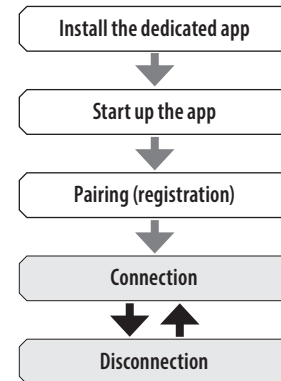 Install the dedicated app
Start up the app
Pairing (registration)
Connection
Disconnection